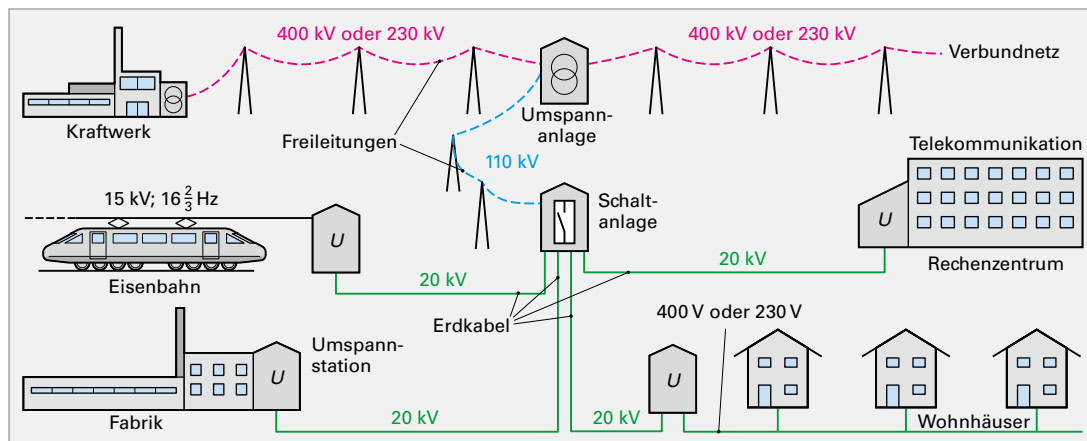 400 kV oder 230 kV
400 kV oder 230 kV
Verbundnetz
Kraftwerk
Freileitungen
Umspann-
anlage
110 kV
Telekommunikation
15 kV; 16 2/3 Hz
U
Schalt-
anlage
U
Eisenbahn
20 kV
20 kV
Rechenzentrum
Erdkabel
400 V oder 230 V
Umspann-
station
U
U
Fabrik
20 kV
20 kV
Wohnhäuser